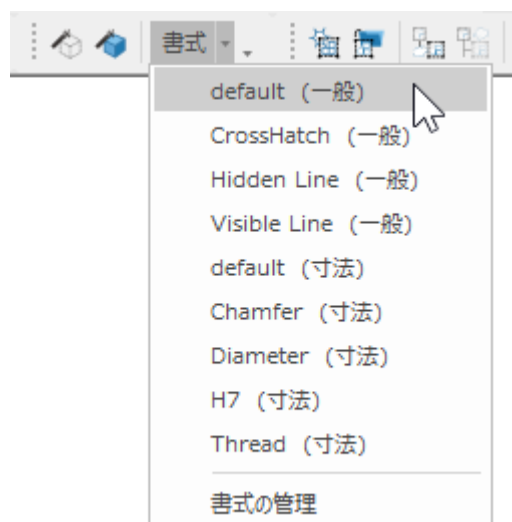 書式
default (一般)
CrossHatch (一般)
Hidden Line (一般)
Visible Line (一般)
default (寸法)
Chamfer (寸法)
Diameter (寸法)
H7 (寸法)
Thread (寸法)
書式の管理